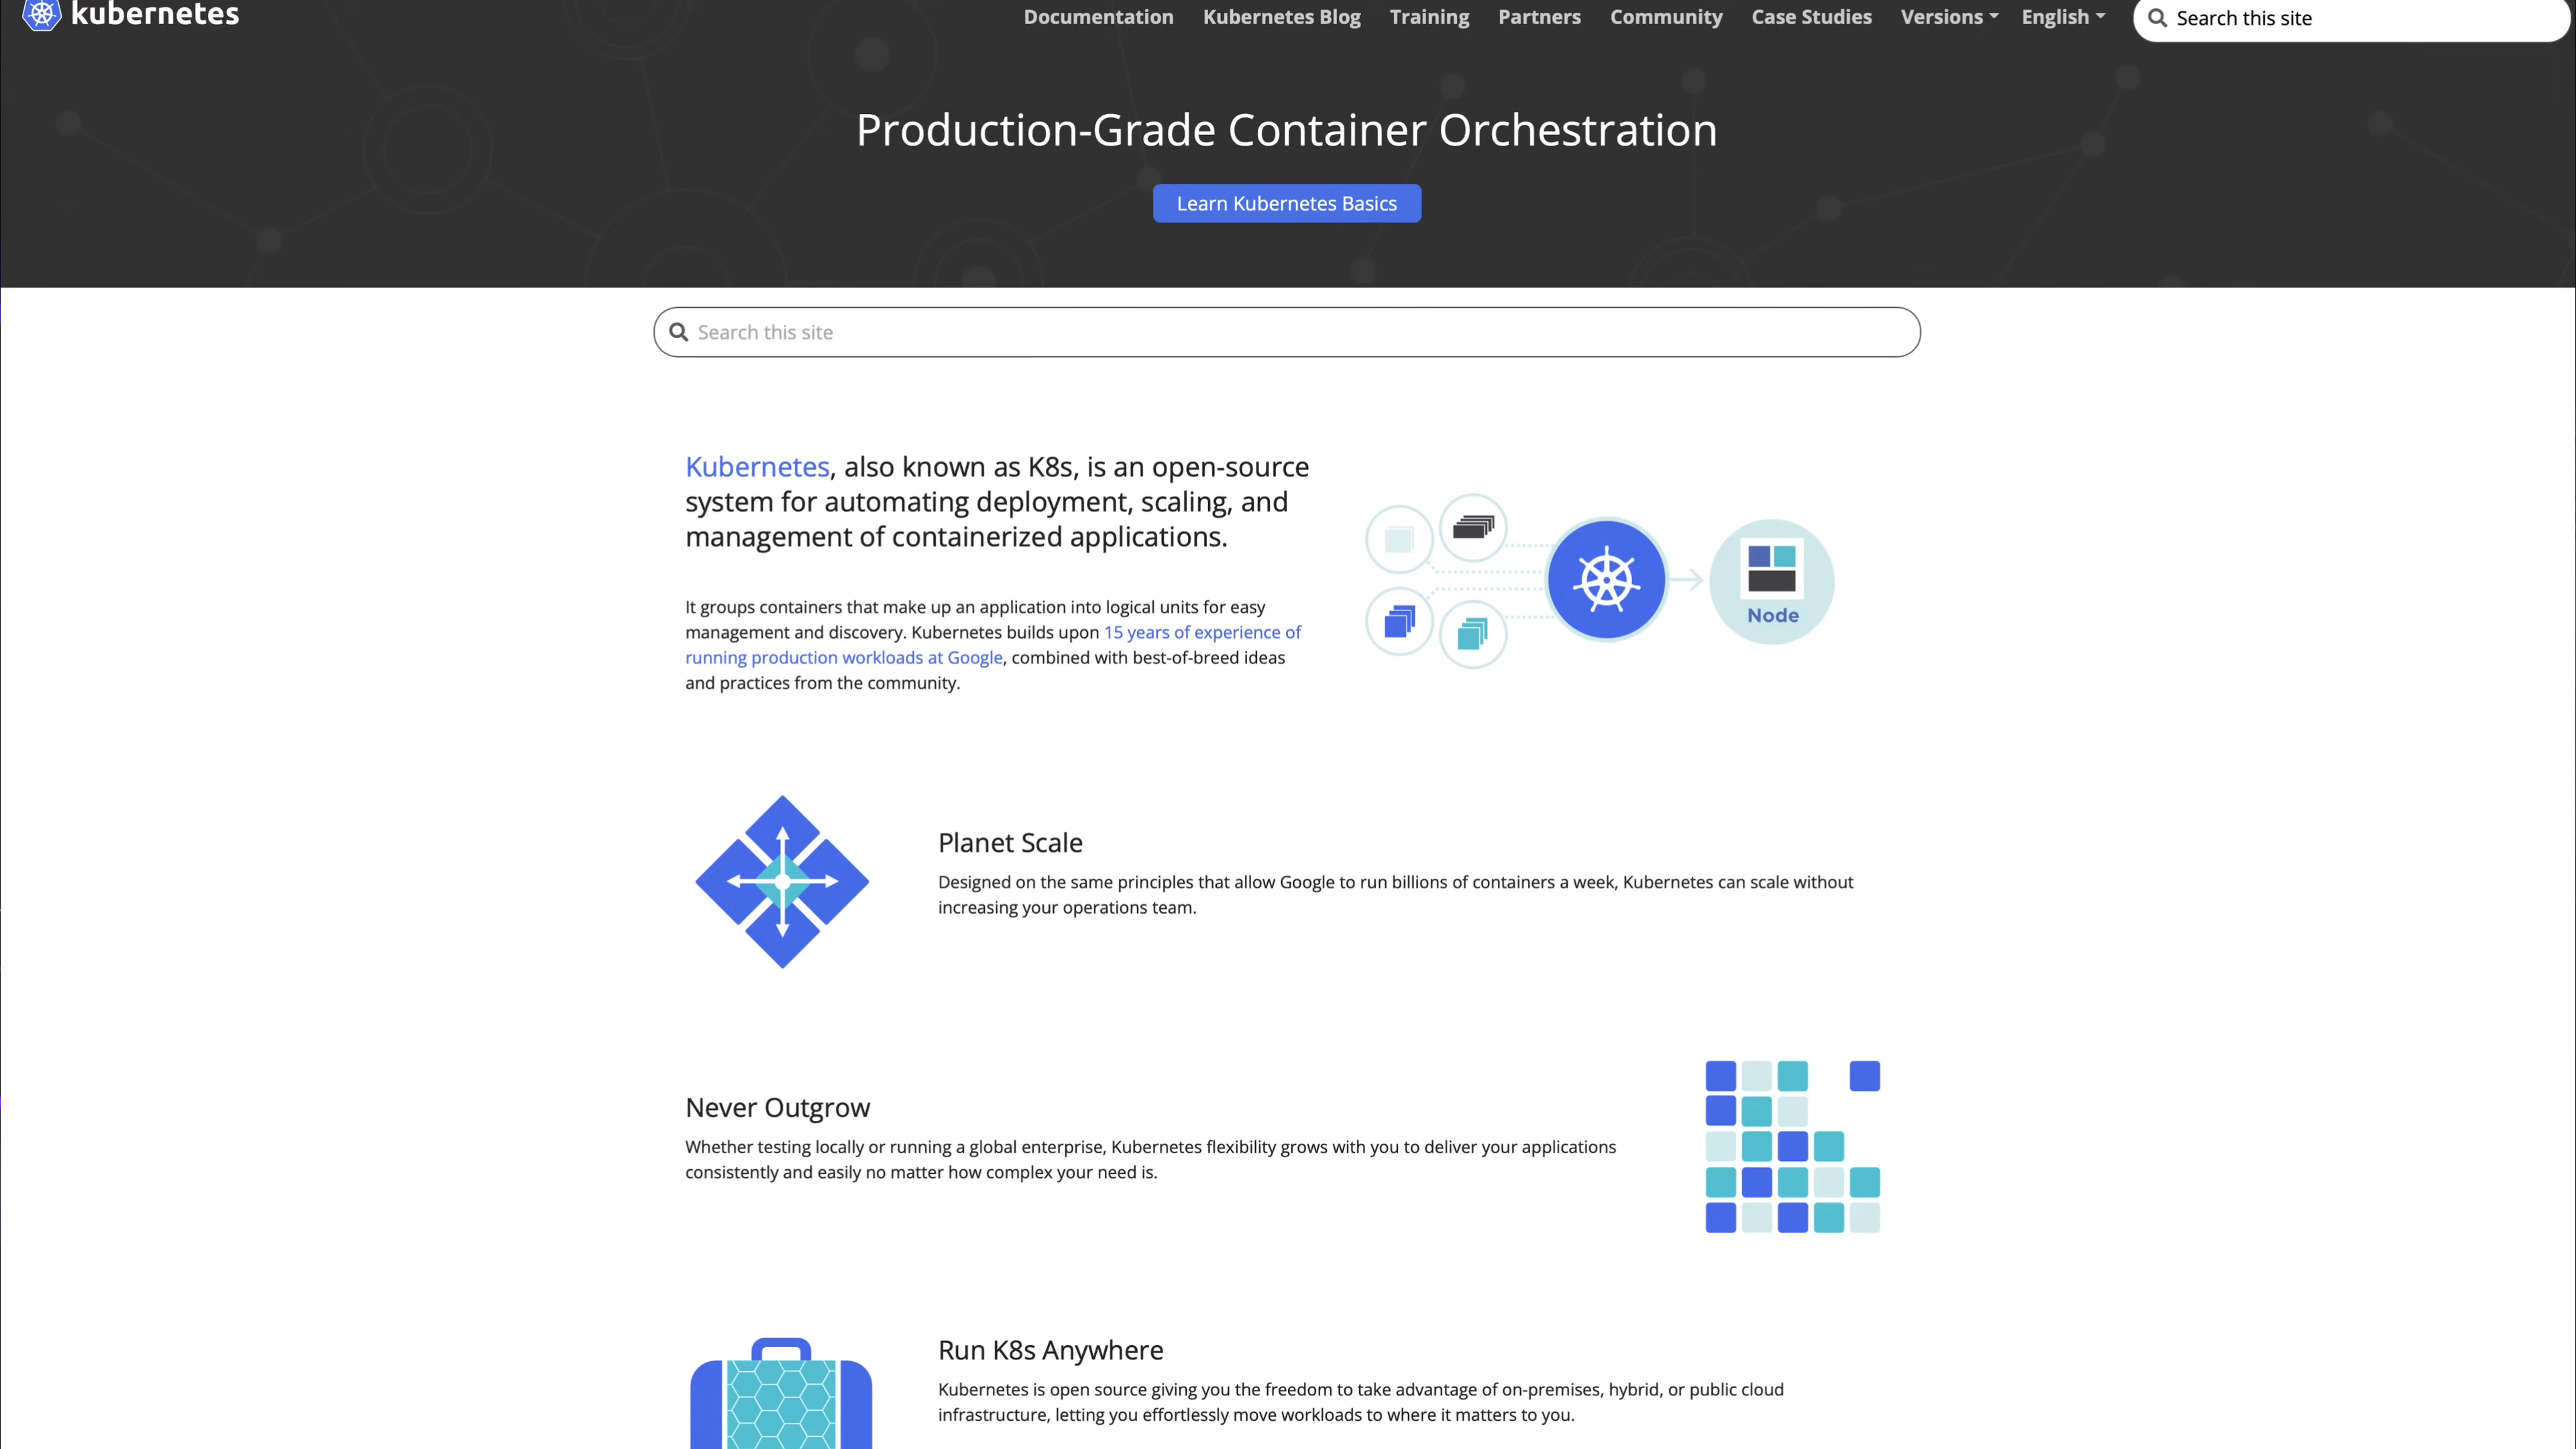 kubernetes
Documentation Kubernetes Blog Training Partners Community Case Studies Versions English Search this site
Production-Grade Container Orchestration
Learn Kubernetes Basics
Search this site
Kubernetes, also known as K8s, is an open-source
system for automating deployment, scaling, and
management of containerized applications.
It groups containers that make up an application into logical units for easy
management and discovery. Kubernetes builds upon 15 years of experience of
running production workloads at Google, combined with best-of-breed ideas
and practices from the community.
Node
Planet Scale
Designed on the same principles that allow Google to run billions of containers a week, Kubernetes can scale without
increasing your operations team.
Never Outgrow
Whether testing locally or running a global enterprise, Kubernetes flexibility grows with you to deliver your applications
consistently and easily no matter how complex your need is.
Run K8s Anywhere
Kubernetes is open source giving you the freedom to take advantage of on-premises, hybrid, or public cloud
infrastructure, letting you effortlessly move workloads to where it matters to you.